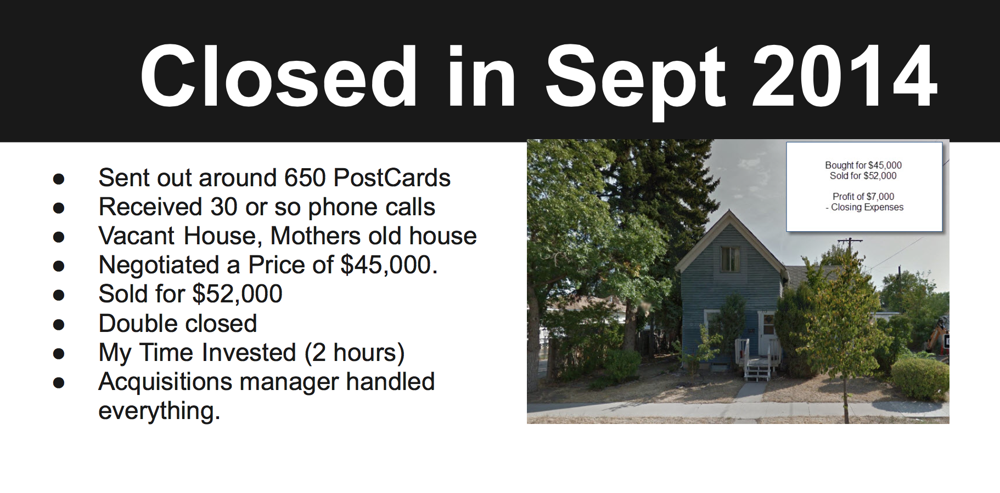 Closed in Sept 2014
● Sent out around 650 PostCards
● Received 30 or so phone calls
● Vacant House, Mothers old house
● Negotiated a Price of $45,000.
● Sold for $52,000
● Double closed
● My Time Invested (2 hours)
● Acquisitions manager handled
everything.
Bought for $45,000
Sold for $52,000
Profit of $7,000
- Closing Expenses